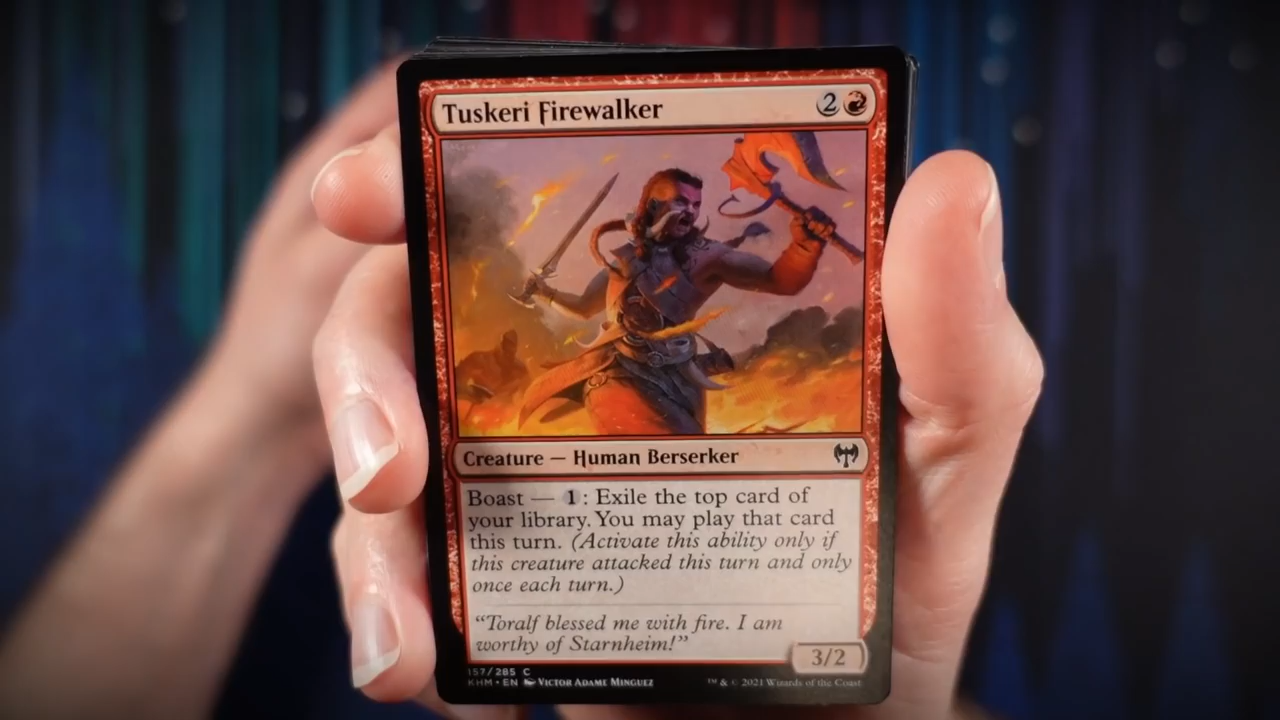 Tuskeri Firewalker 2
Creature — Human Berserker
Boast — 1: Exile the top card of
your library. You may play that card
this turn. (Activate this ability only if
this creature attacked this turn and only
once each turn.)
"Toralf blessed me with fire. I am
worthy of Starnheim!"
3/2
157/285 C
KHM • EN Victor Adame Minguez ™ & © 2021 Wizards of the Coast